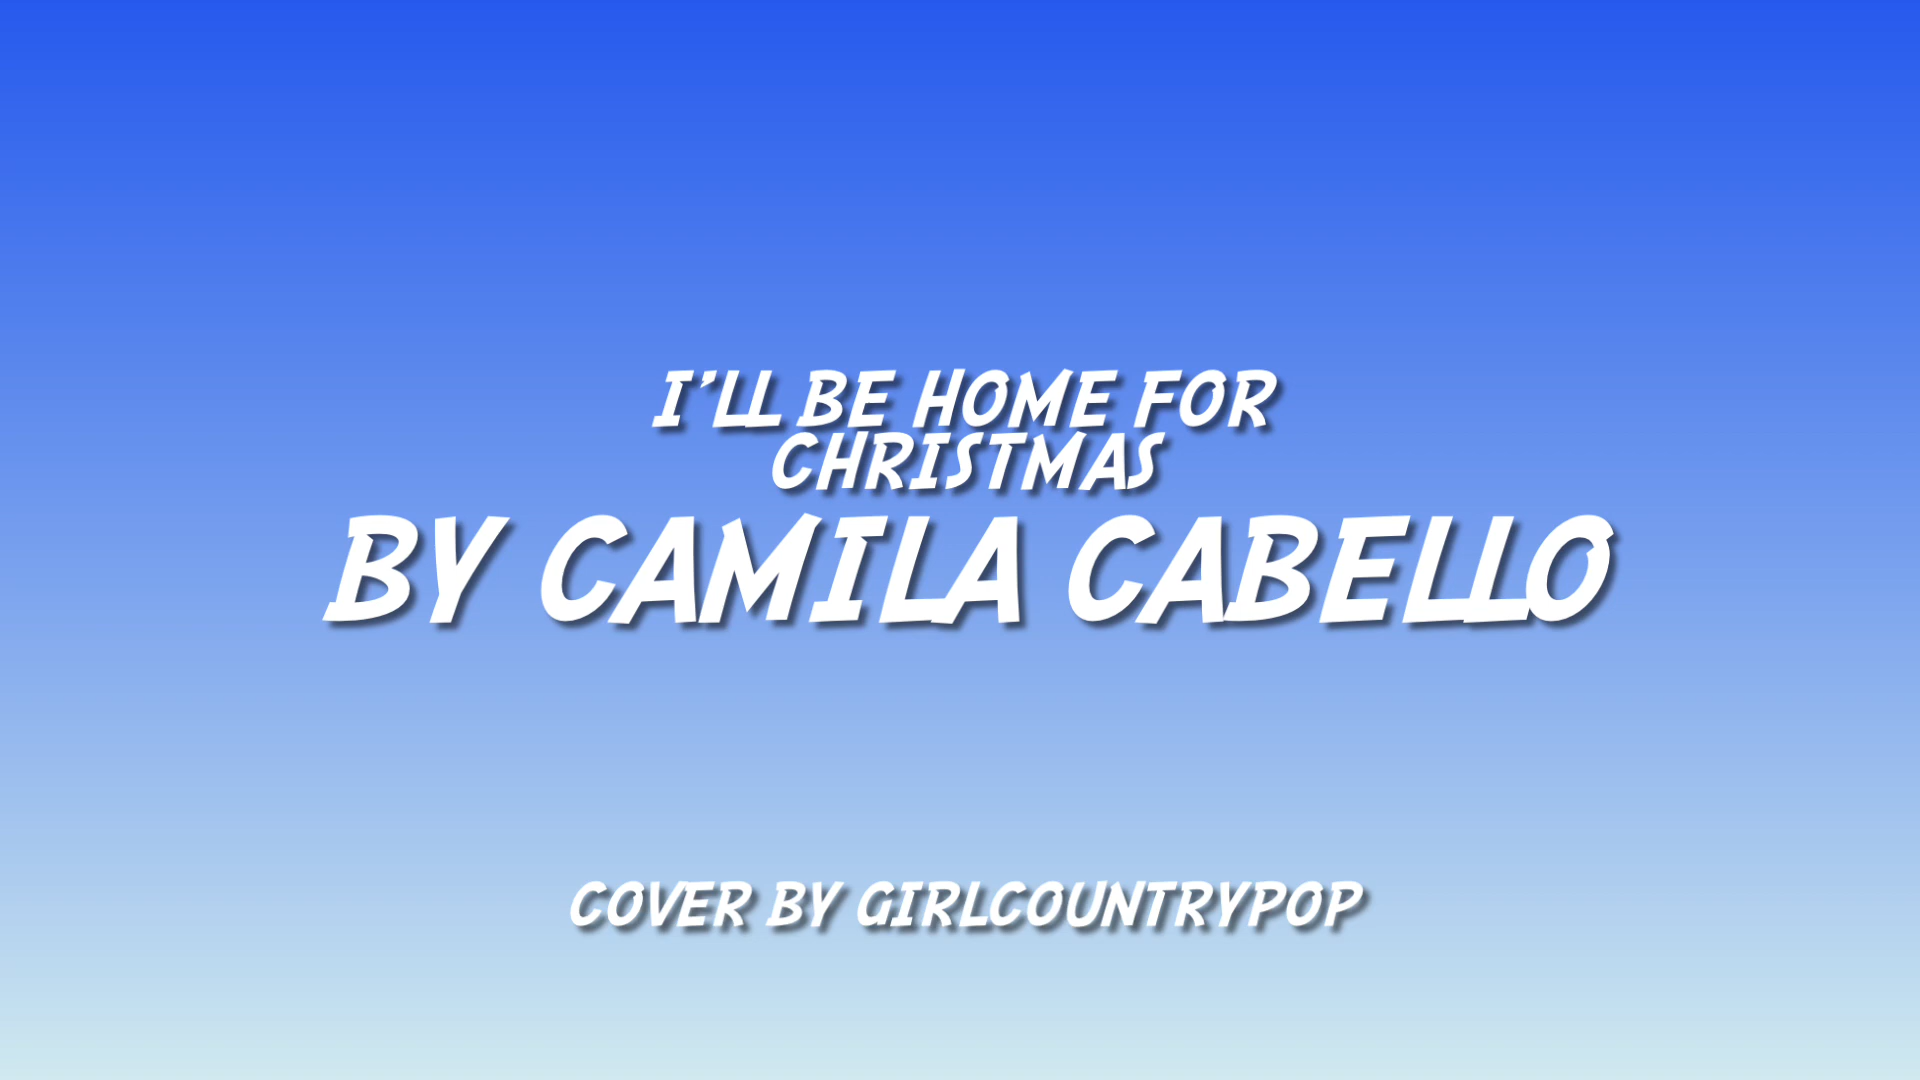 I'LL BE HOME FOR
CHRISTMAS
BY CAMILA CABELLO
COVER BY GIRLCOUNTRYPOP